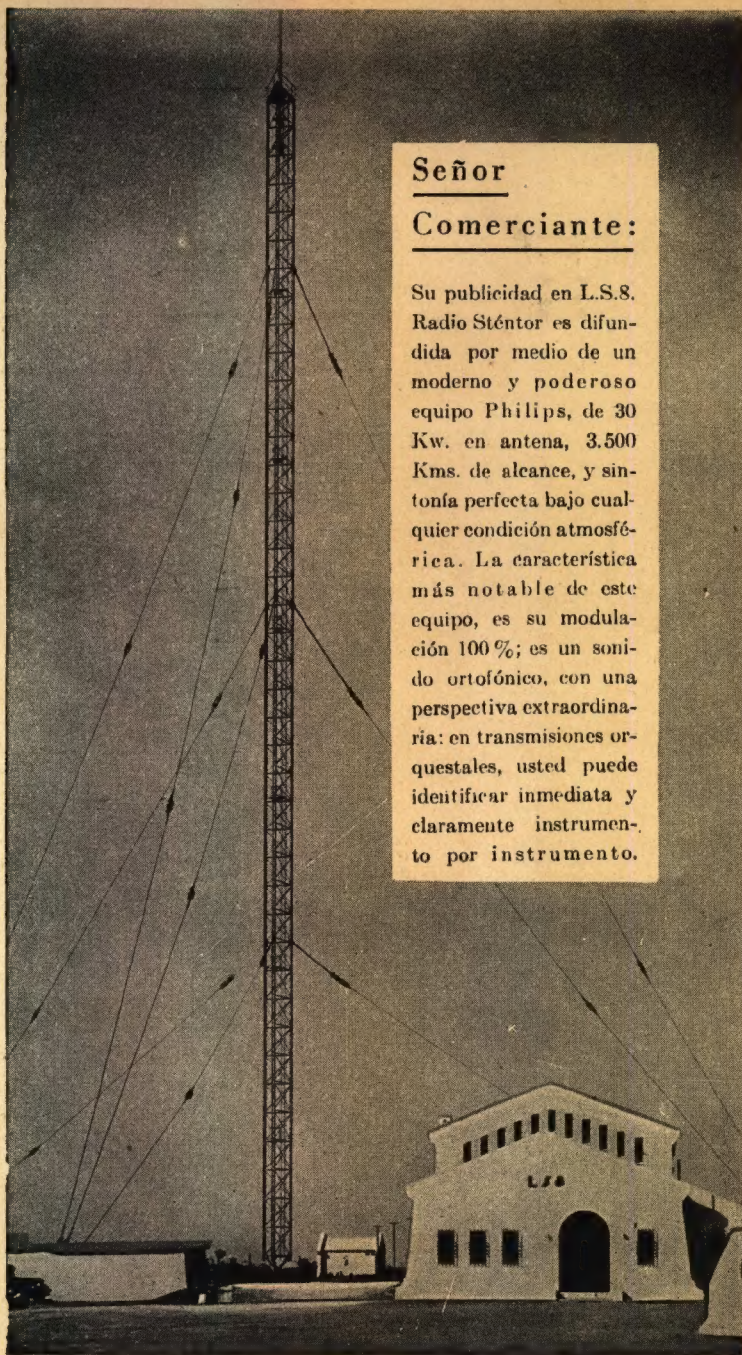 Señor
Comerciante:
Su publicidad en L.S.8.
Radio Sténtor es difun-
dida por medio de un
moderno y poderoso
equipo Philips, de 30
Kw. en antena, 3.500
Kms. de alcance, y sin-
tonía perfecta bajo cual-
quier condición atmosfé-
rica. La característica
más notable de este
equipo, es su modula-
ción 100%; es un soni-
do ortofónico, con una
perspectiva extraordina-
ria: en transmisiones or-
questales, usted puede
identificar inmediata y
claramente instrumen-
to por instrumento.
LS8